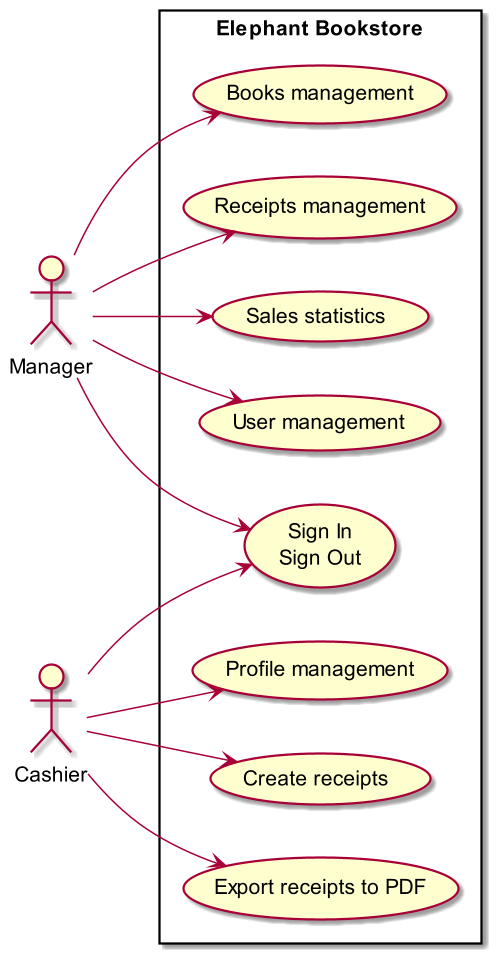 Elephant Bookstore
Books management
Receipts management
Sales statistics
Manager
User management
Sign In
Sign Out
Profile management
Cashier
Create receipts
Export receipts to PDF